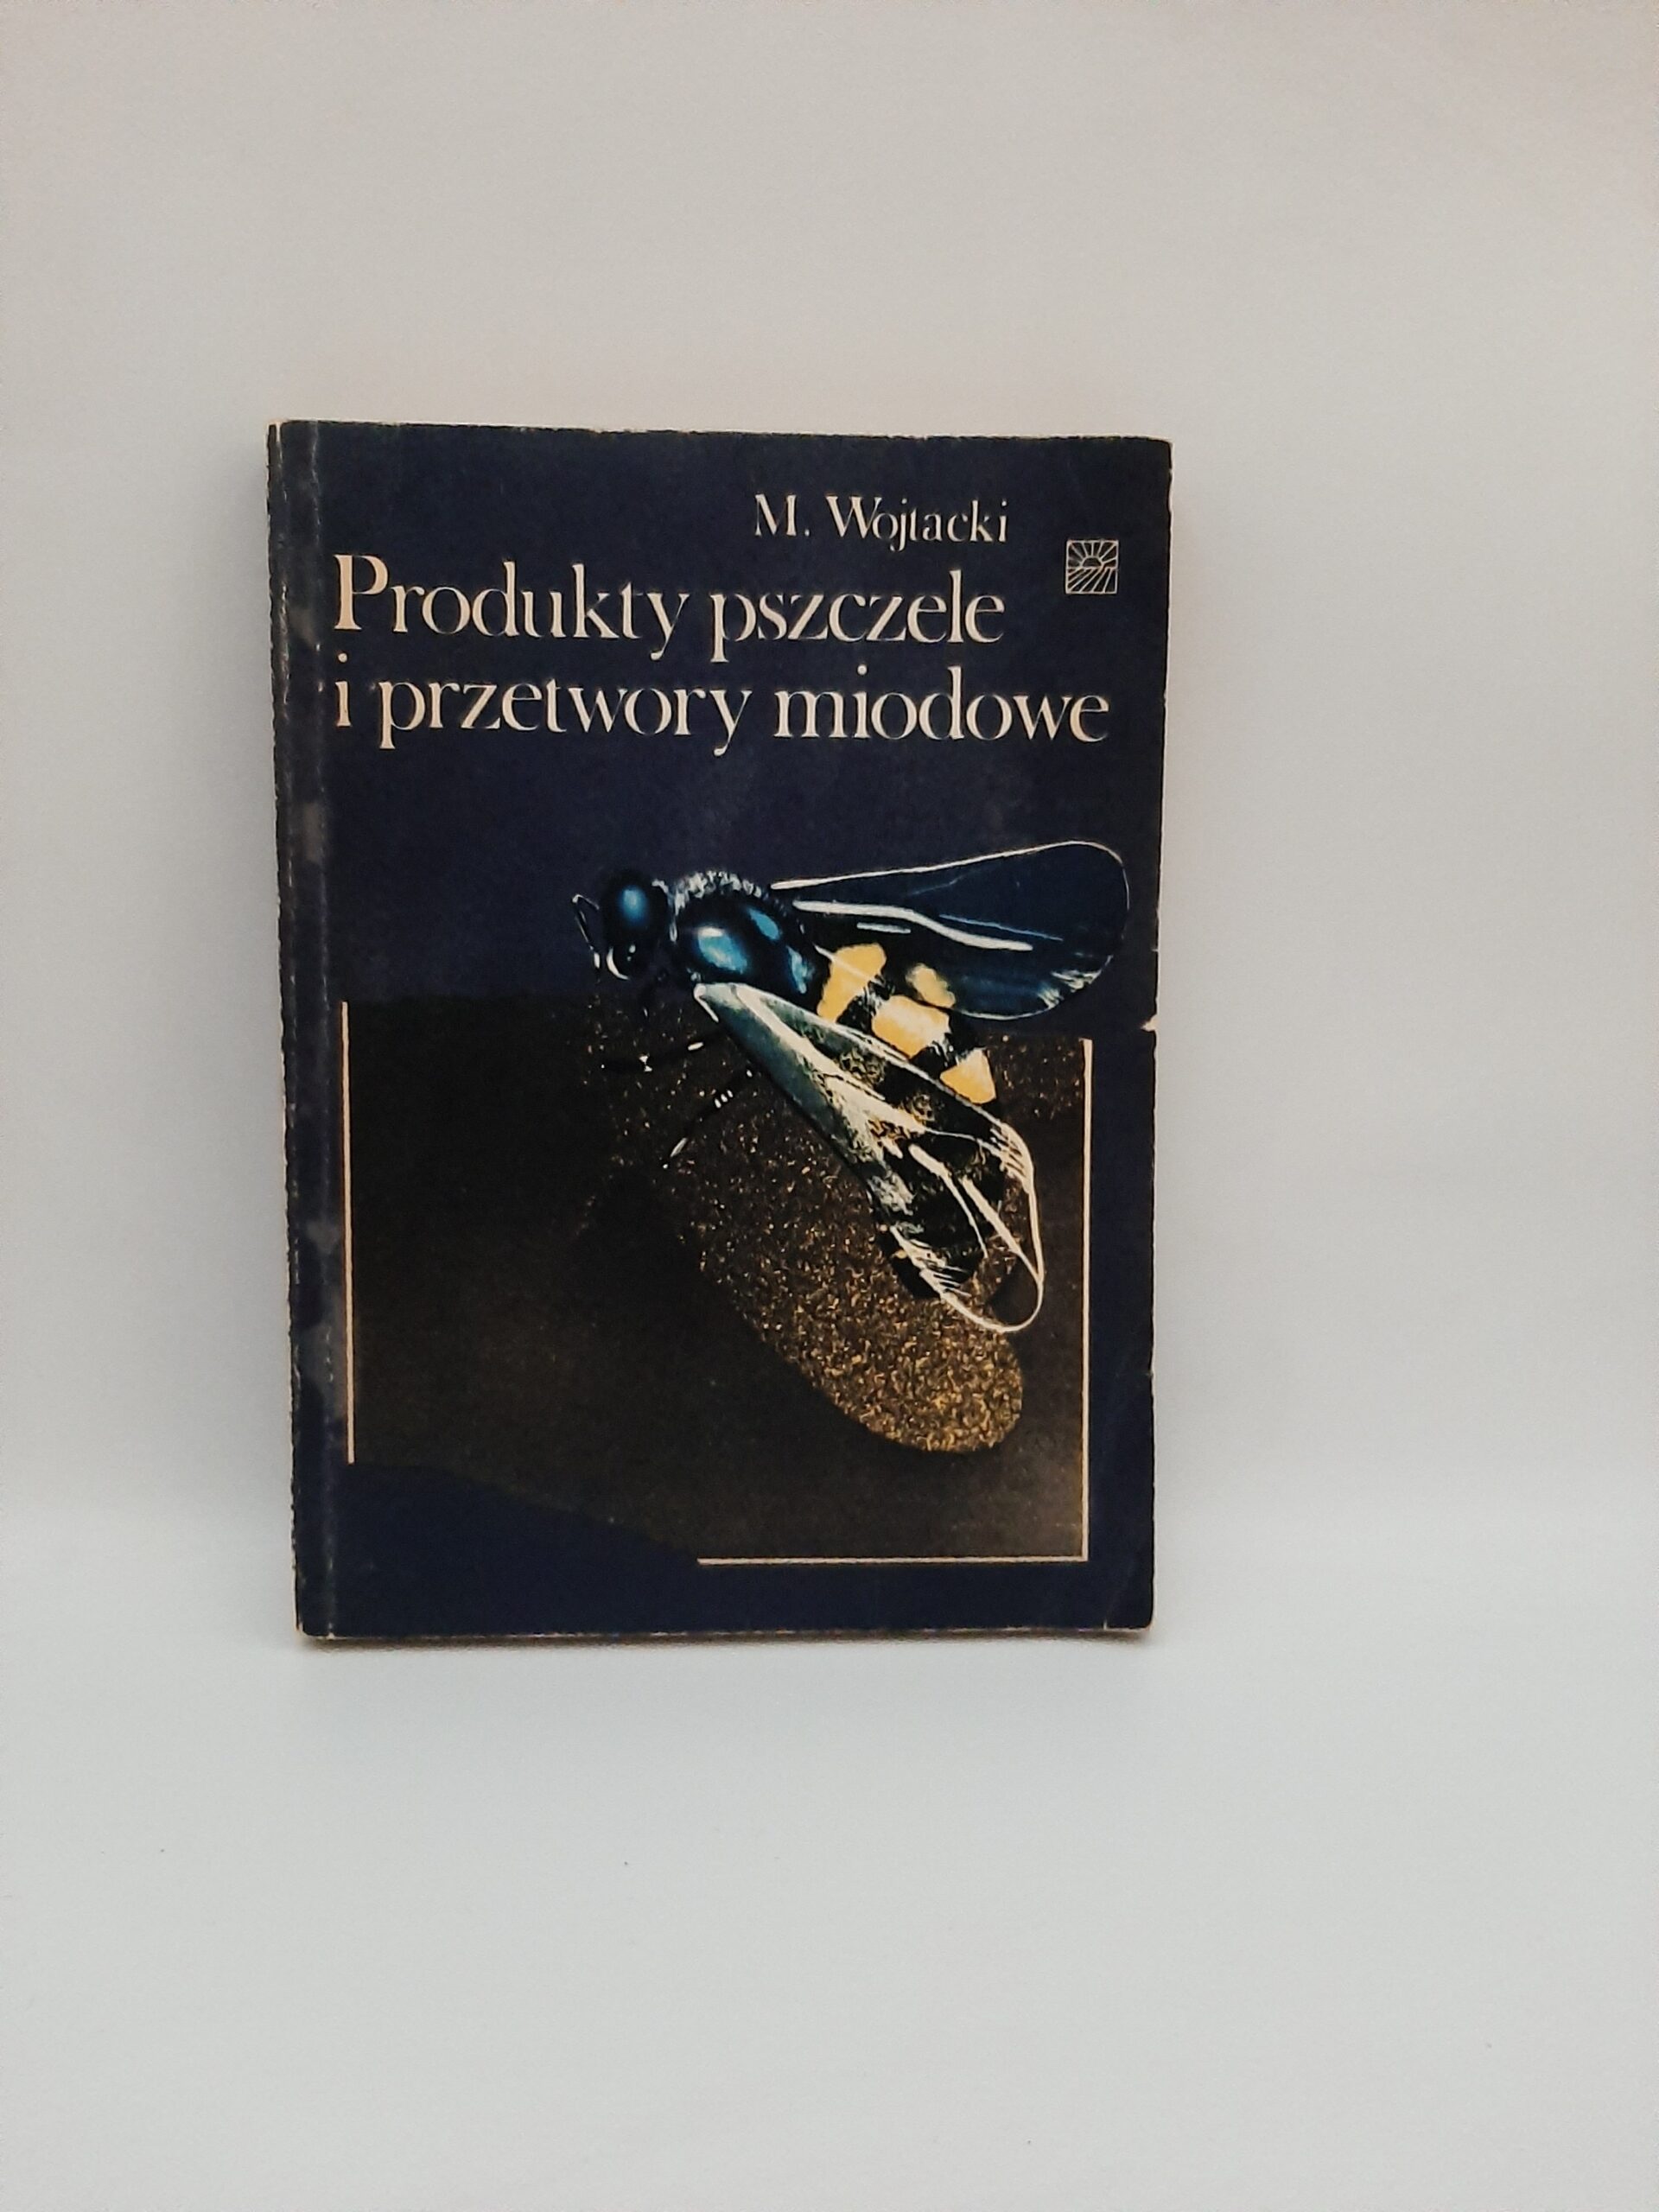 M. Wojtacki
Produkty pszczele
i przetwory miodowe